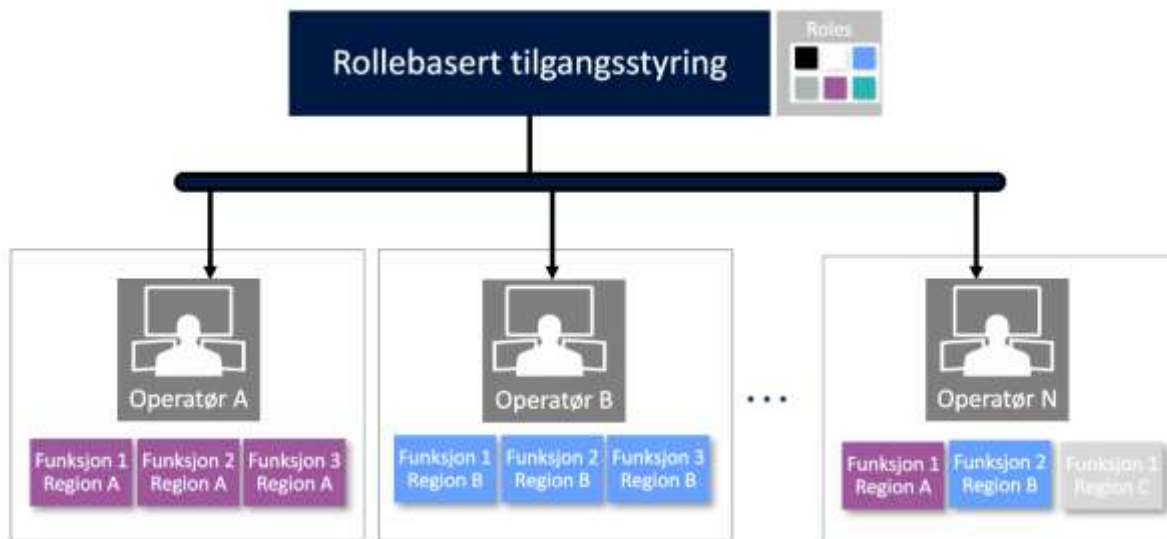 Rollebasert tilgangsstyring
Roles
Operatør A
Funksjon 1
Region A
Funksjon 2
Region A
Funksjon 3
Region A
Operatør B
Funksjon 1
Region B
Funksjon 2
Region B
Funksjon 3
Region B
...
Operatør N
Funksjon 1
Region A
Funksjon 2
Region B
Funksjon 1
Region C